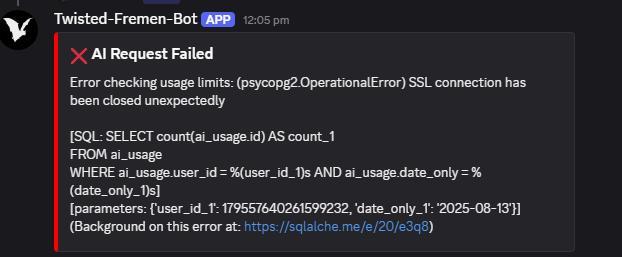 Twisted-Fremen-Bot APP 12:05 pm
❌ AI Request Failed
Error checking usage limits: (psycopg2.OperationalError) SSL connection has
been closed unexpectedly
[SQL: SELECT count(ai_usage.id) AS count_1
FROM ai_usage
WHERE ai_usage.user_id = %(user_id_1)s AND ai_usage.date_only = %
(date_only_1)s]
[parameters: {'user_id_1': 179557640261599232, 'date_only_1': '2025-08-13'}]
(Background on this error at: https://sqlalche.me/e/20/e3q8)